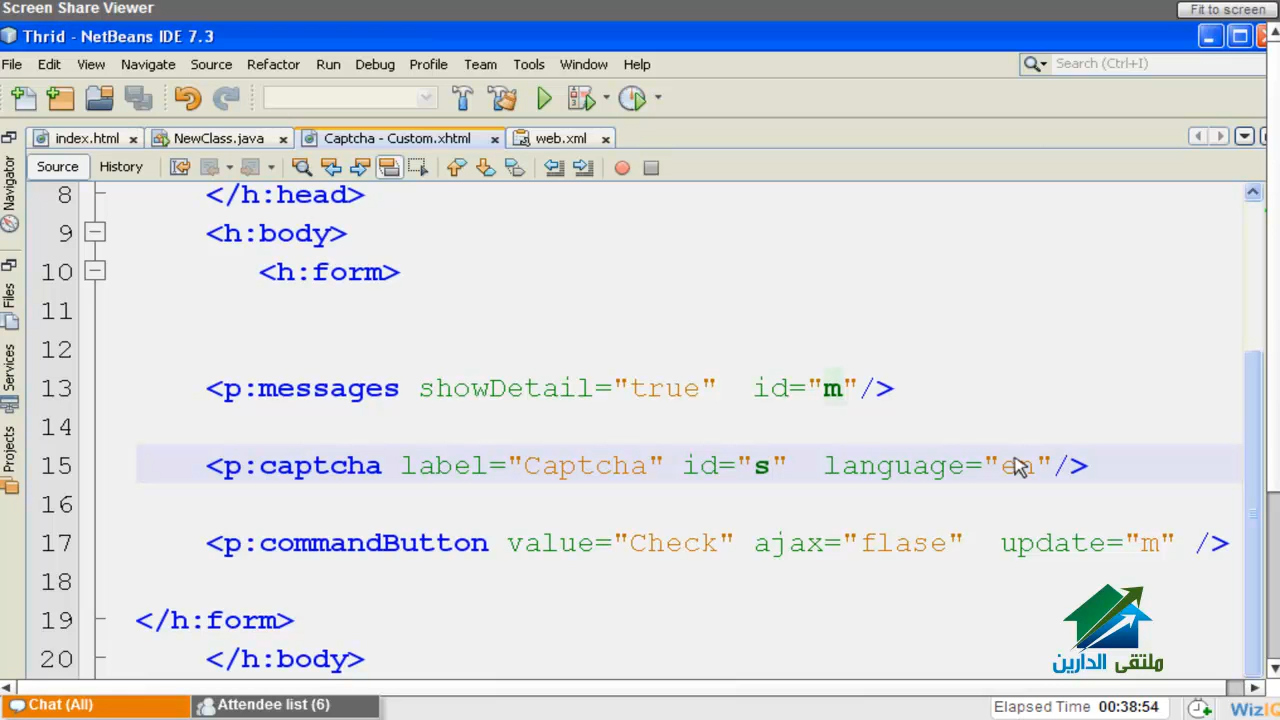 Screen Share Viewer
Fit to screen
Thrid - NetBeans IDE 7.3
File Edit View Navigate Source Refactor Run Debug Profile Team Tools Window Help
Search (Ctrl+I)
index.html NewClass.java Captcha - Custom.xhtml web.xml
Source History
Navigator
Files
Services
Projects
8 </h:head>
9 <h:body>
10 <h:form>
11
12
13 <p:messages showDetail="true" id="m"/>
14
15 <p:captcha label="Captcha" id="s" language="en"/>
16
17 <p:commandButton value="Check" ajax="flase" update="m" />
18
19 </h:form>
20 </h:body>
ملتقى الدارين
Chat (All)
Attendee list (6)
Elapsed Time 00:38:54
WizIQ